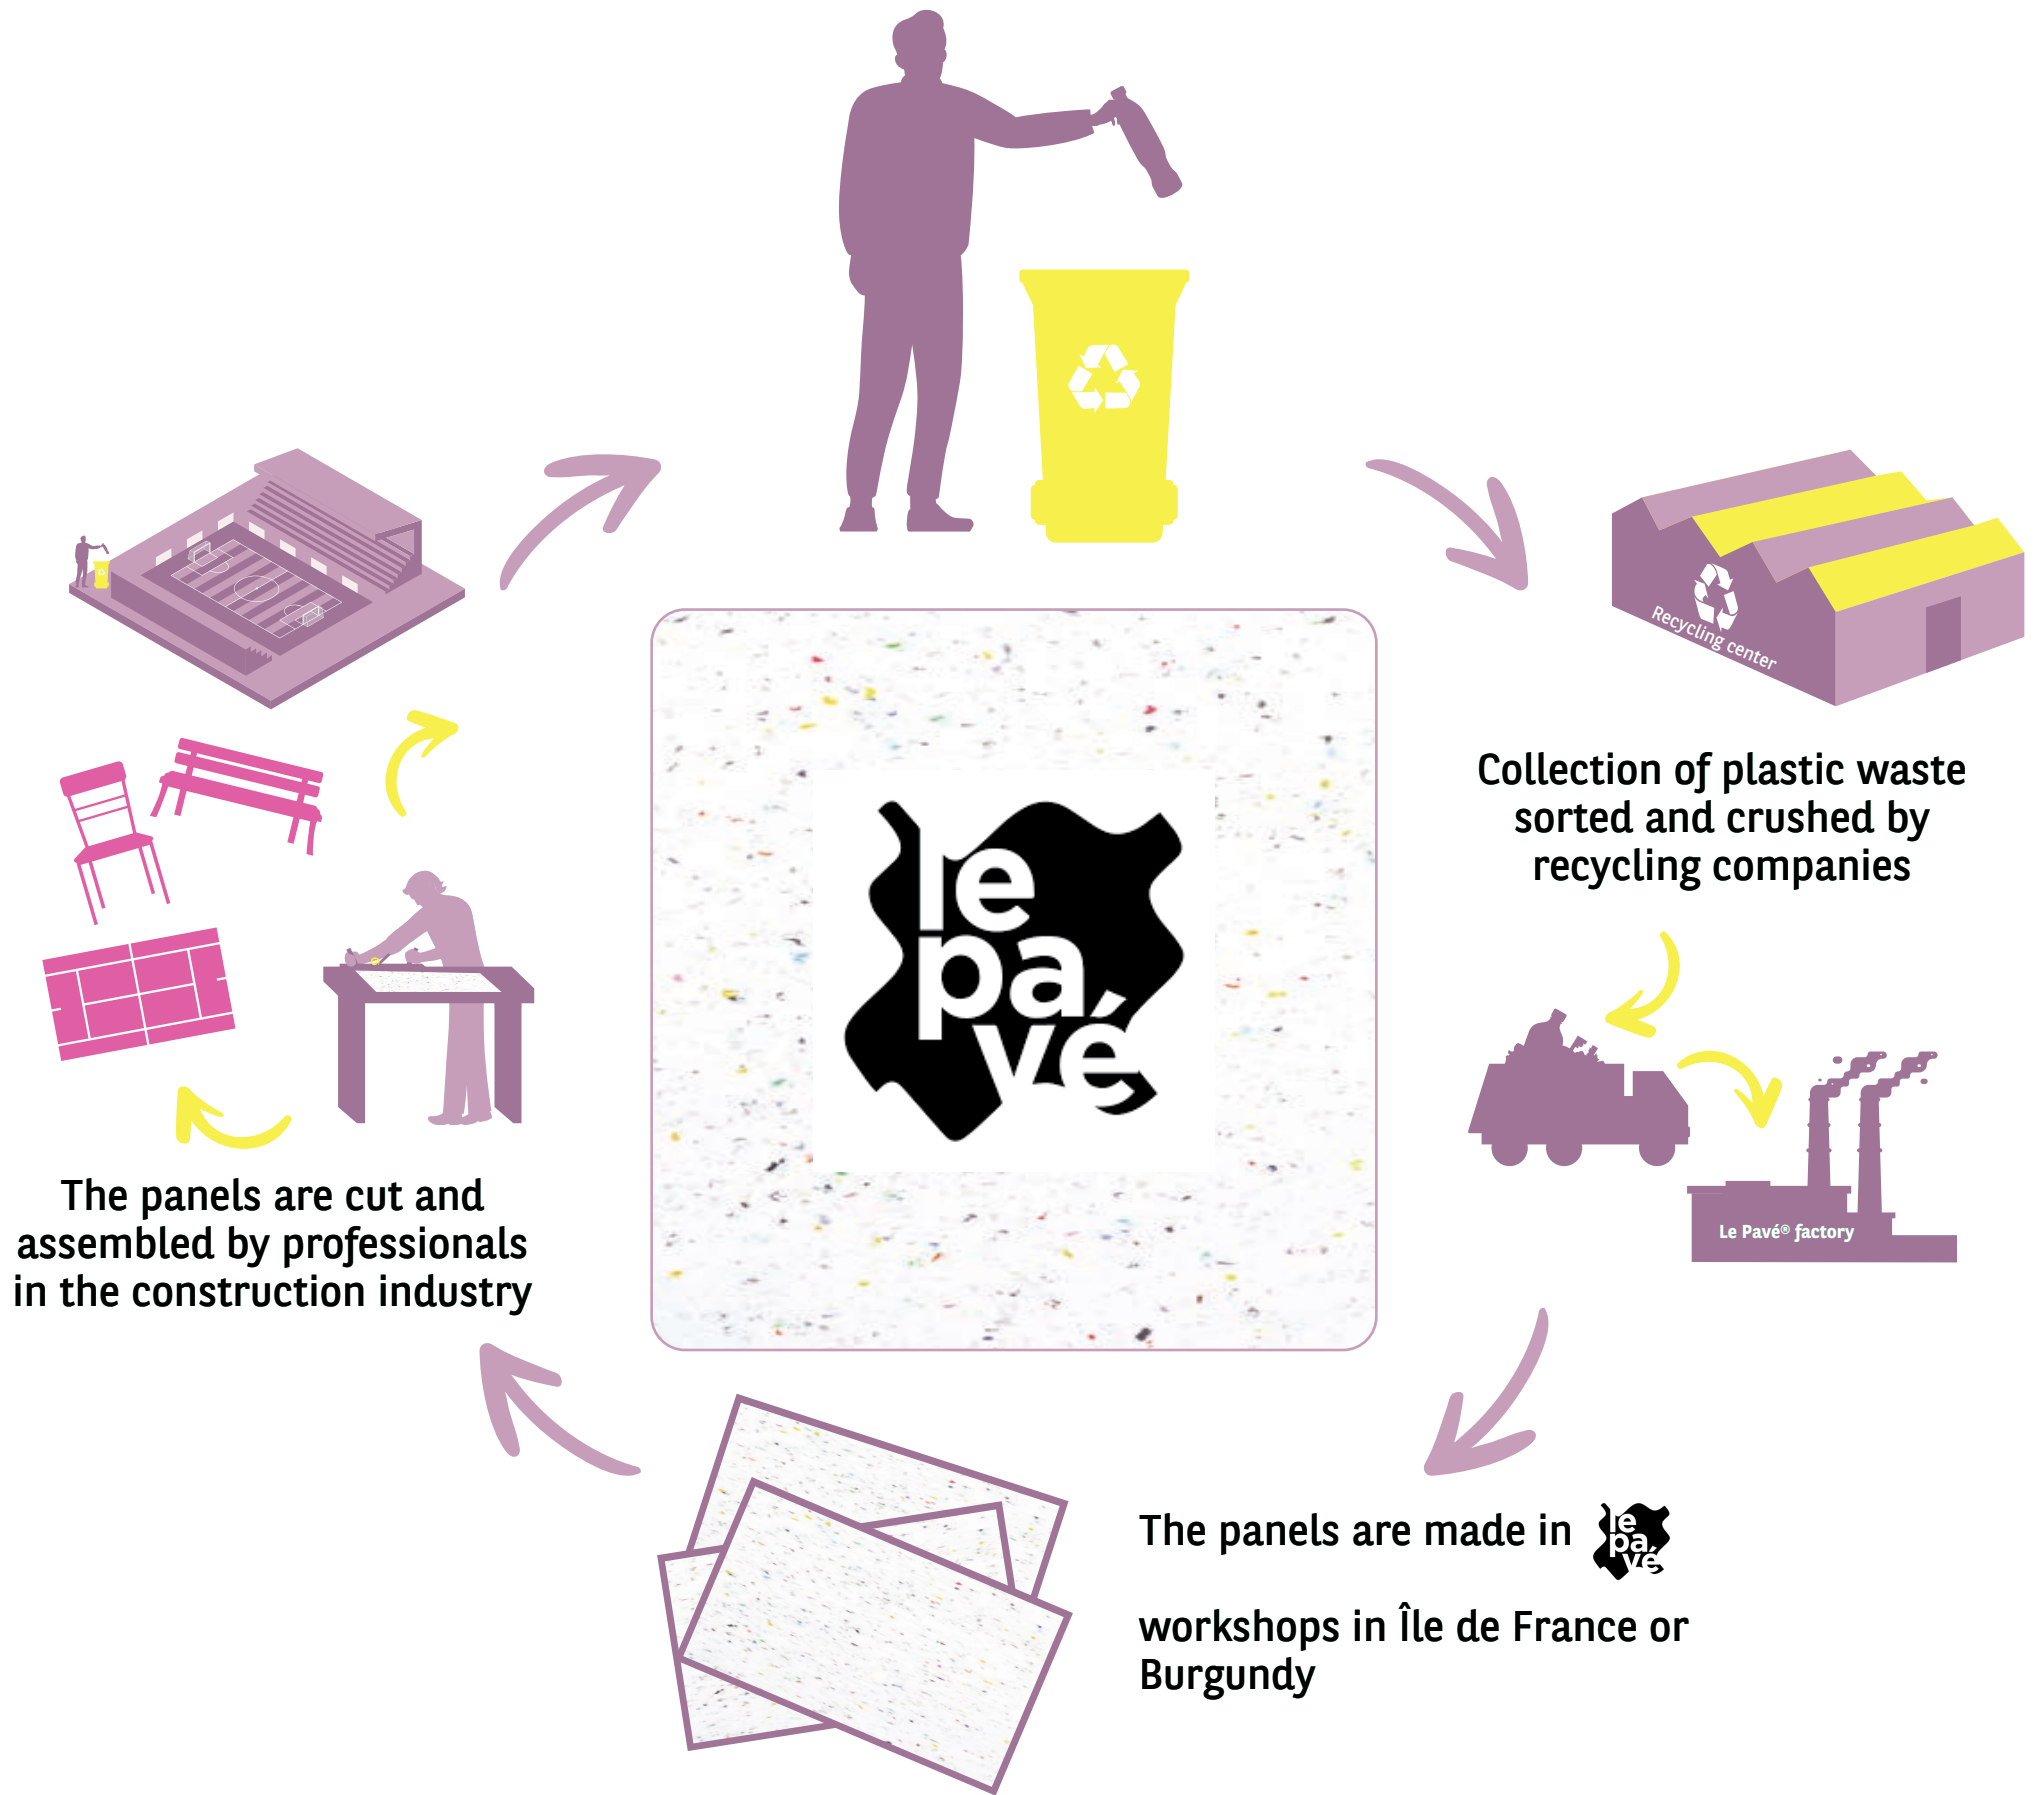 Recycling center
Collection of plastic waste
sorted and crushed by
recycling companies
le
pa
vé
Le Pavé® factory
The panels are cut and
assembled by professionals
in the construction industry
The panels are made in
le
pa
vé
workshops in Île de France or
Burgundy